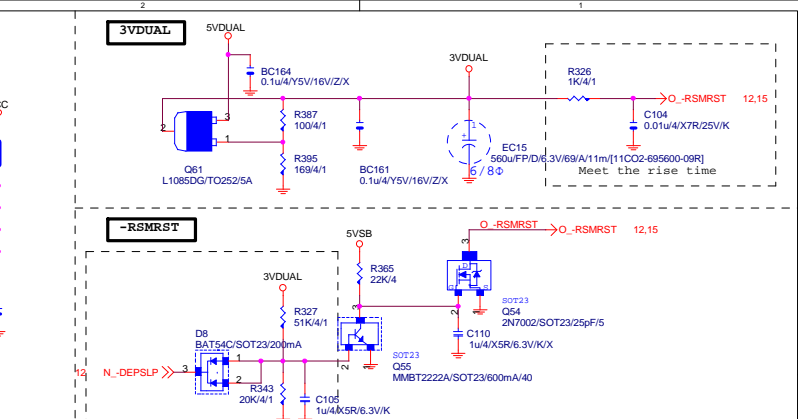 2
1
3VDUAL
5VDUAL
BC164
0.1u/4/Y5V/16V/Z/X
3VDUAL
R326
1K/4/1
O_-RSMRST 12,15
C104
0.01u/4/X7R/25V/K
2
3
1
R387
100/4/1
R395
169/4/1
Q61
L1085DG/TO252/5A
BC161
0.1u/4/Y5V/16V/Z/X
1
+
EC15
560u/FP/D/6.3V/69/A/11m/[11CO2-695600-09R]
6/8Φ
Meet the rise time
-RSMRST
5VSB
O_-RSMRST
O_-RSMRST 12,15
R365
22K/4
3
D
G
S
2
1
SOT23
Q54
2N7002/SOT23/25pF/5
3VDUAL
R327
51K/4/1
C110
1u/4/X5R/6.3V/K/X
D8
BAT54C/SOT23/200mA
3
2
1
SOT23
Q55
MMBT2222A/SOT23/600mA/40
12 N_-DEPSLP
3
1
2
R343
20K/4/1
C105
1u/4/X5R/6.3V/K